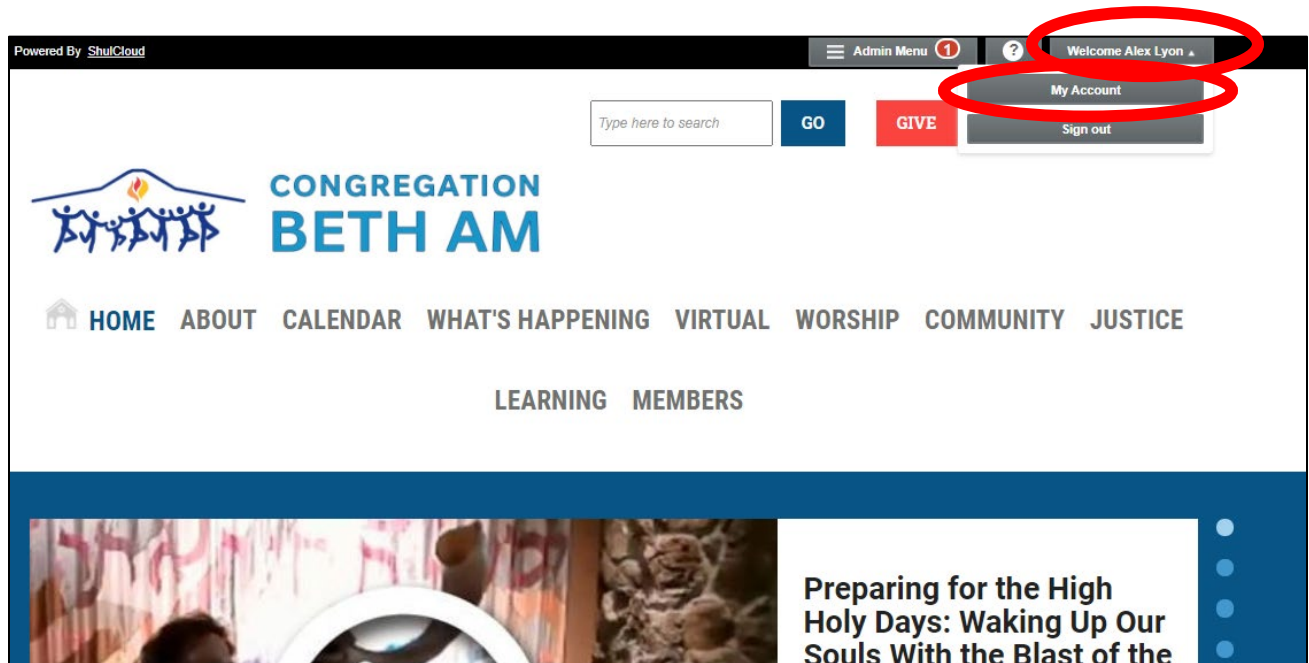 Powered By ShulCloud
Admin Menu 1 ? Welcome Alex Lyon
My Account
Type here to search GO GIVE
Sign out
CONGREGATION
BETH AM
HOME ABOUT CALENDAR WHAT'S HAPPENING VIRTUAL WORSHIP COMMUNITY JUSTICE
LEARNING MEMBERS
Preparing for the High
Holy Days: Waking Up Our
Souls With the Blast of the